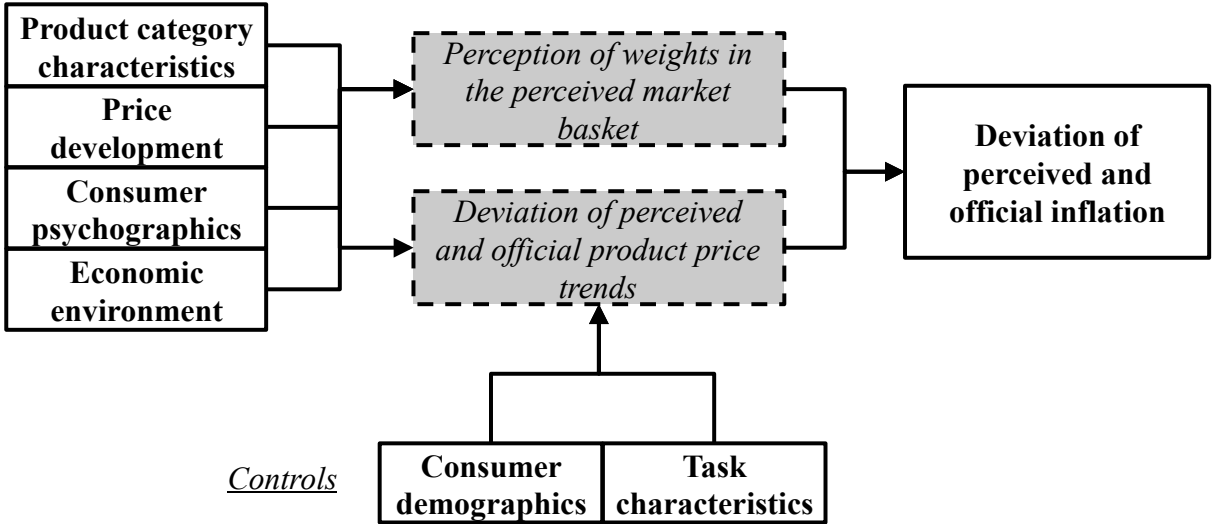 Product category
characteristics
Price
development
Consumer
psychographics
Economic
environment
Perception of weights in
the perceived market
basket
Deviation of perceived
and official product price
trends
Deviation of
perceived and
official inflation
Controls
Consumer
demographics
Task
characteristics